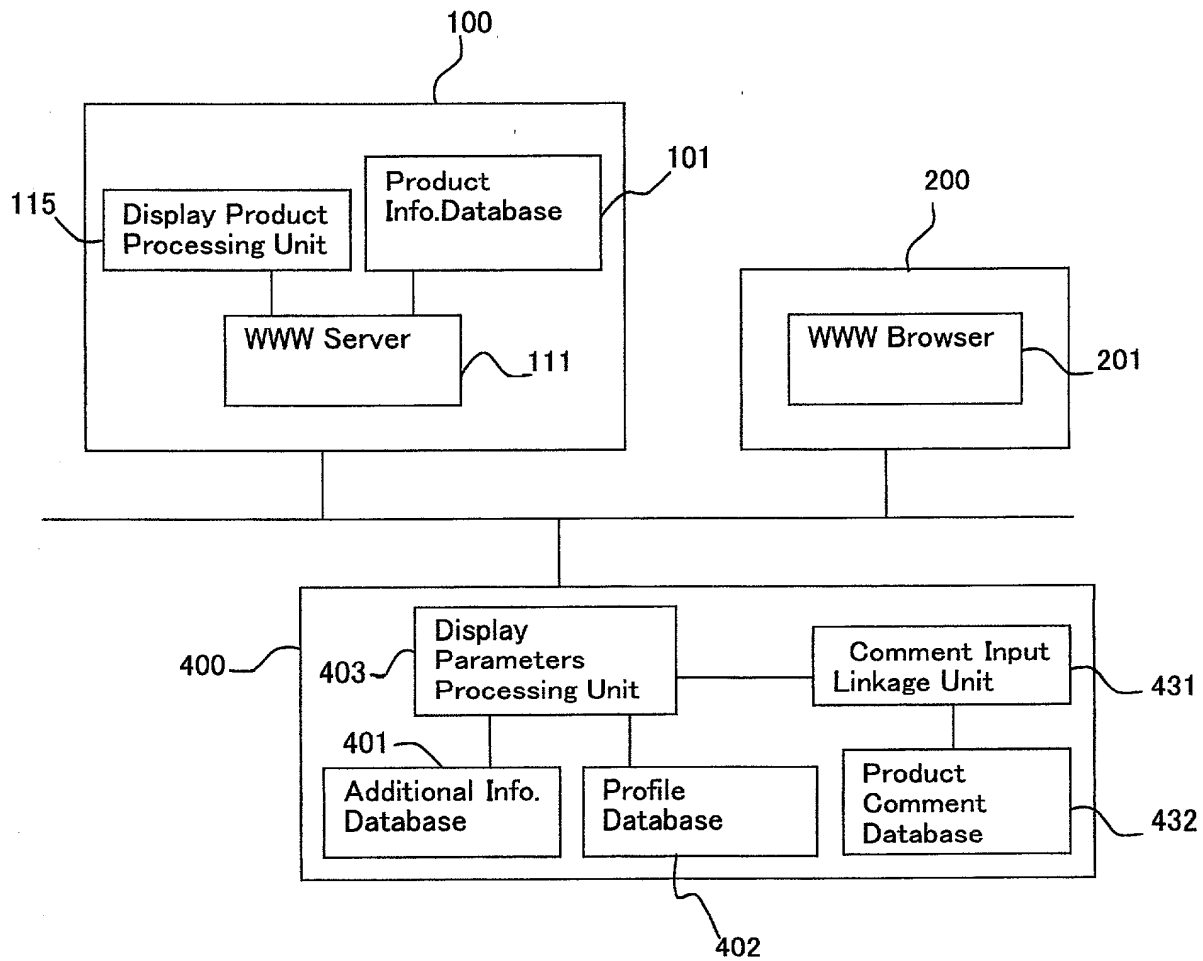 100
101
Product
Info.Database
115
Display Product
Processing Unit
200
WWW Server
111
WWW Browser
201
400
403
Display
Parameters
Processing Unit
Comment Input
Linkage Unit
431
401
Additional Info.
Database
Profile
Database
Product
Comment
Database
432
402